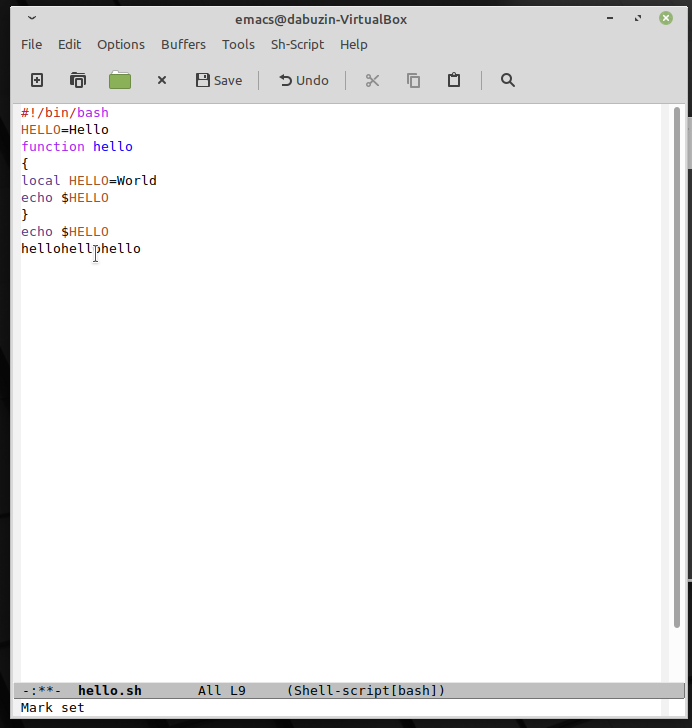 emacs@dabuzin-VirtualBox
File Edit Options Buffers Tools Sh-Script Help
Save Undo
#!/bin/bash
HELLO=Hello
function hello
{
local HELLO=World
echo $HELLO
}
echo $HELLO
hellohellohello
-:**- hello.sh All L9 (Shell-script[bash])
Mark set